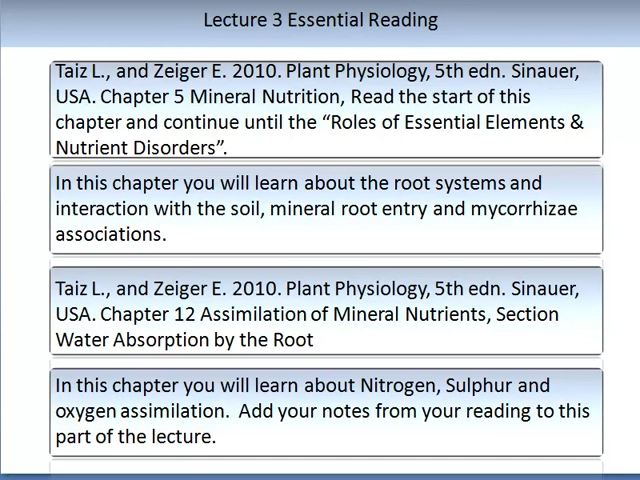 Lecture 3 Essential Reading
Taiz L., and Zeiger E. 2010. Plant Physiology, 5th edn. Sinauer,
USA. Chapter 5 Mineral Nutrition, Read the start of this
chapter and continue until the “Roles of Essential Elements &
Nutrient Disorders”.
In this chapter you will learn about the root systems and
interaction with the soil, mineral root entry and mycorrhizae
associations.
Taiz L., and Zeiger E. 2010. Plant Physiology, 5th edn. Sinauer,
USA. Chapter 12 Assimilation of Mineral Nutrients, Section
Water Absorption by the Root
In this chapter you will learn about Nitrogen, Sulphur and
oxygen assimilation.  Add your notes from your reading to this
part of the lecture.